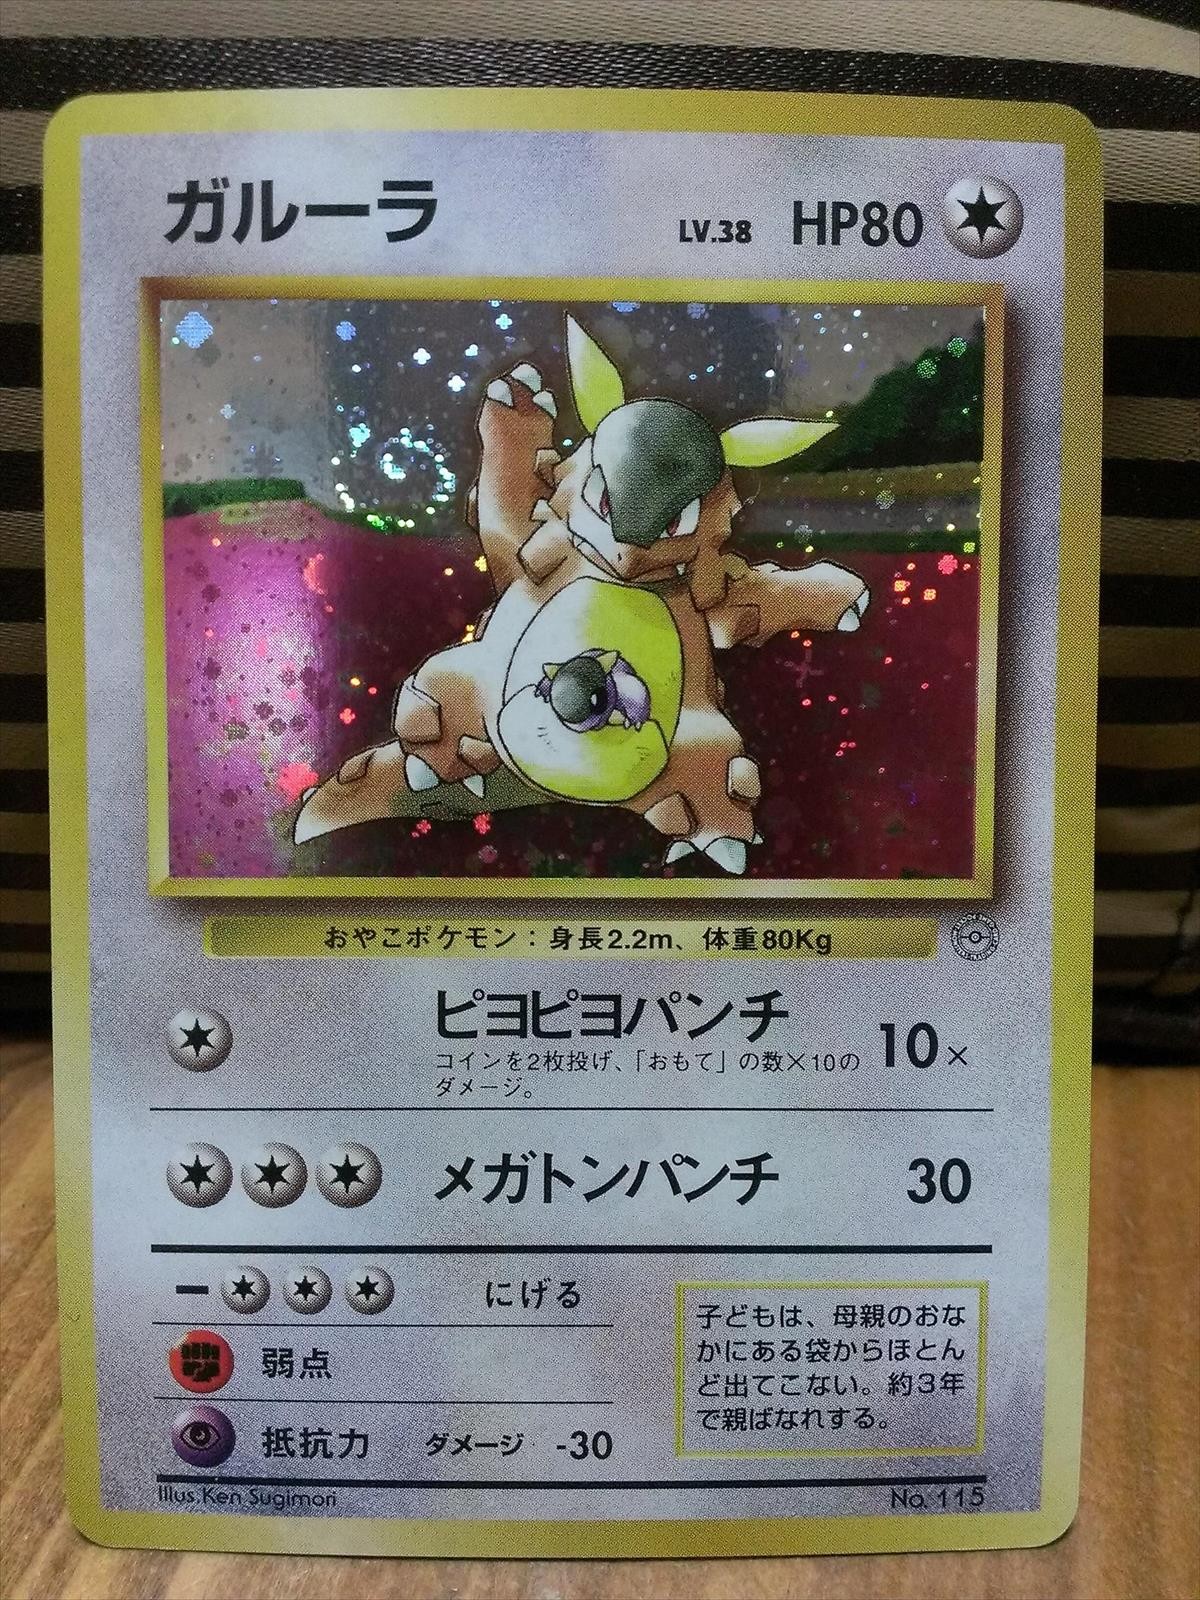 ガルーラ LV.38 HP80
おやこポケモン：身長2.2m、体重80Kg
ピヨピヨパンチ 10×
コインを2枚投げ、「おもて」の数×10の
ダメージ。
メガトンパンチ 30
にげる
弱点
抵抗力 ダメージ -30
子どもは、母親のおな
かにある袋からほとん
ど出てこない。約3年
で親ばなれする。
Illus.Ken Sugimori No. 115